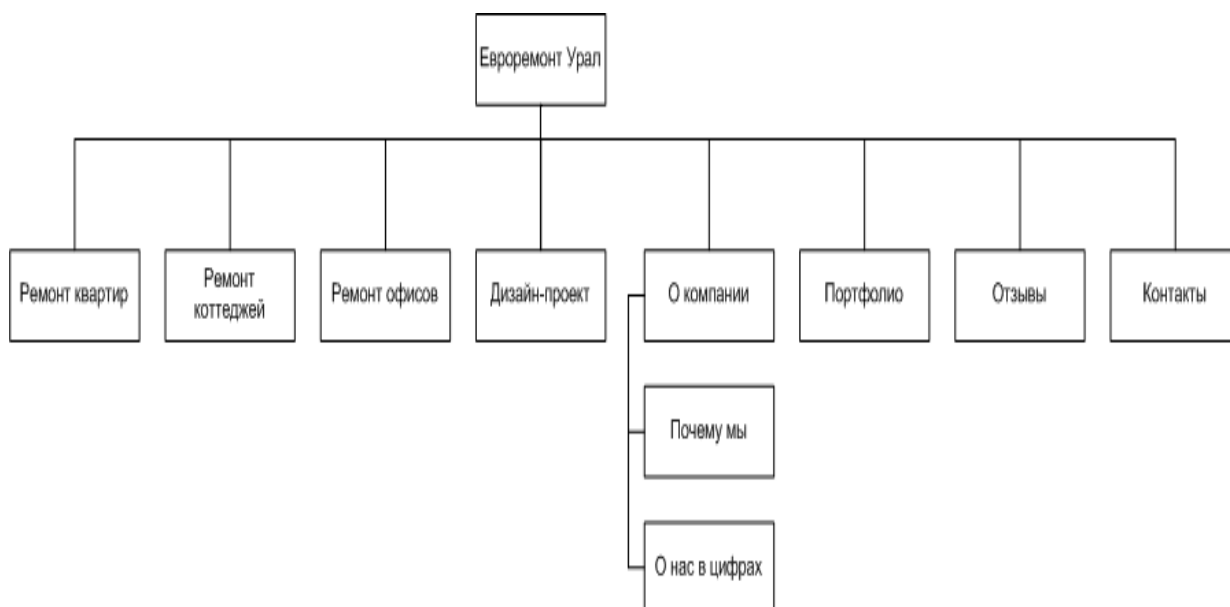 Евроремонт Урал
Ремонт квартир
Ремонт
коттеджей
Ремонт офисов
Дизайн-проект
О компании
Портфолио
Отзывы
Контакты
Почему мы
О нас в цифрах